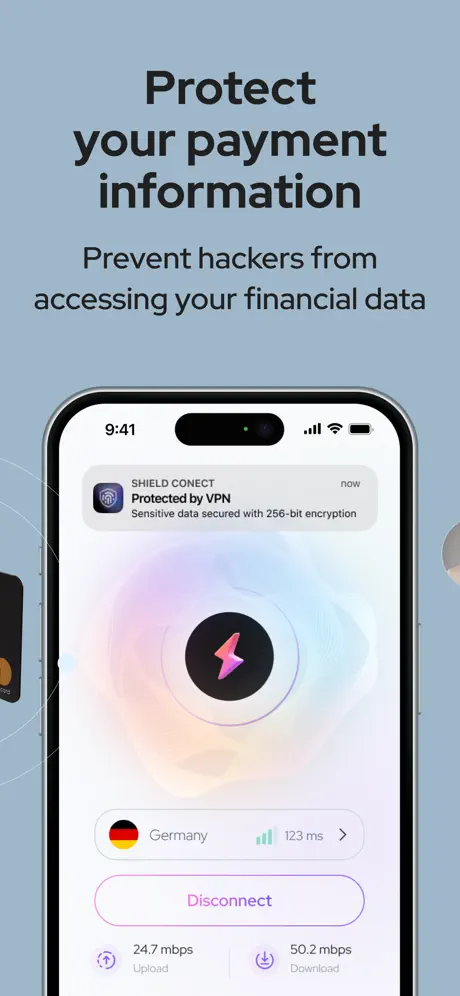 Protect
your payment
information
Prevent hackers from
accessing your financial data
9:41
SHIELD CONECT
now
Protected by VPN
Sensitive data secured with 256-bit encryption
Germany
123 ms
Disconnect
24.7 mbps
50.2 mbps
Upload
Download